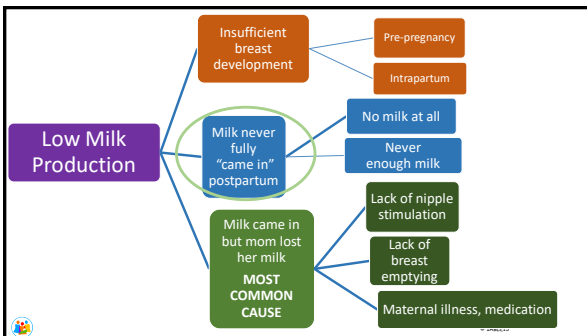 Low Milk
Production
Insufficient
breast
development
Pre-pregnancy
Intrapartum
Milk never
fully
“came in”
postpartum
No milk at all
Never
enough milk
Milk came in
but mom lost
her milk
MOST
COMMON
CAUSE
Lack of nipple
stimulation
Lack of
breast
emptying
Maternal illness, medication